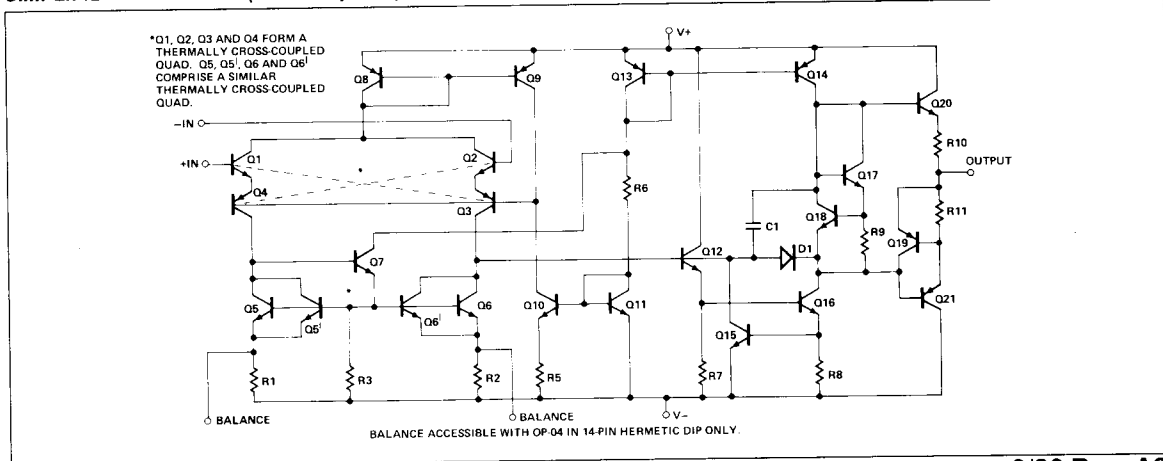 *Q1, Q2, Q3 AND Q4 FORM A
THERMALLY CROSS-COUPLED
QUAD. Q5, Q5', Q6 AND Q6'
COMPRISE A SIMILAR
THERMALLY CROSS-COUPLED
QUAD.
V+
Q8
Q9
Q13
Q14
Q20
R10
-IN
+IN
Q1
Q2
*
OUTPUT
Q4
Q3
R6
Q17
C1
Q18
R9
R11
Q19
Q7
Q12
D1
Q5
Q5'
*
Q6'
Q6
Q10
Q11
Q16
Q21
Q15
R1
R3
R2
R5
R7
R8
BALANCE
BALANCE
V-
BALANCE ACCESSIBLE WITH OP-04 IN 14-PIN HERMETIC DIP ONLY.